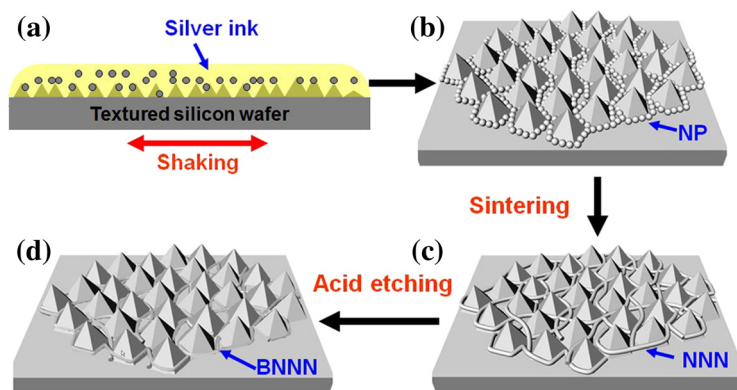 (a)
Silver ink
Textured silicon wafer
Shaking
(b)
NP
Sintering
(c)
NNN
Acid etching
(d)
BNNN